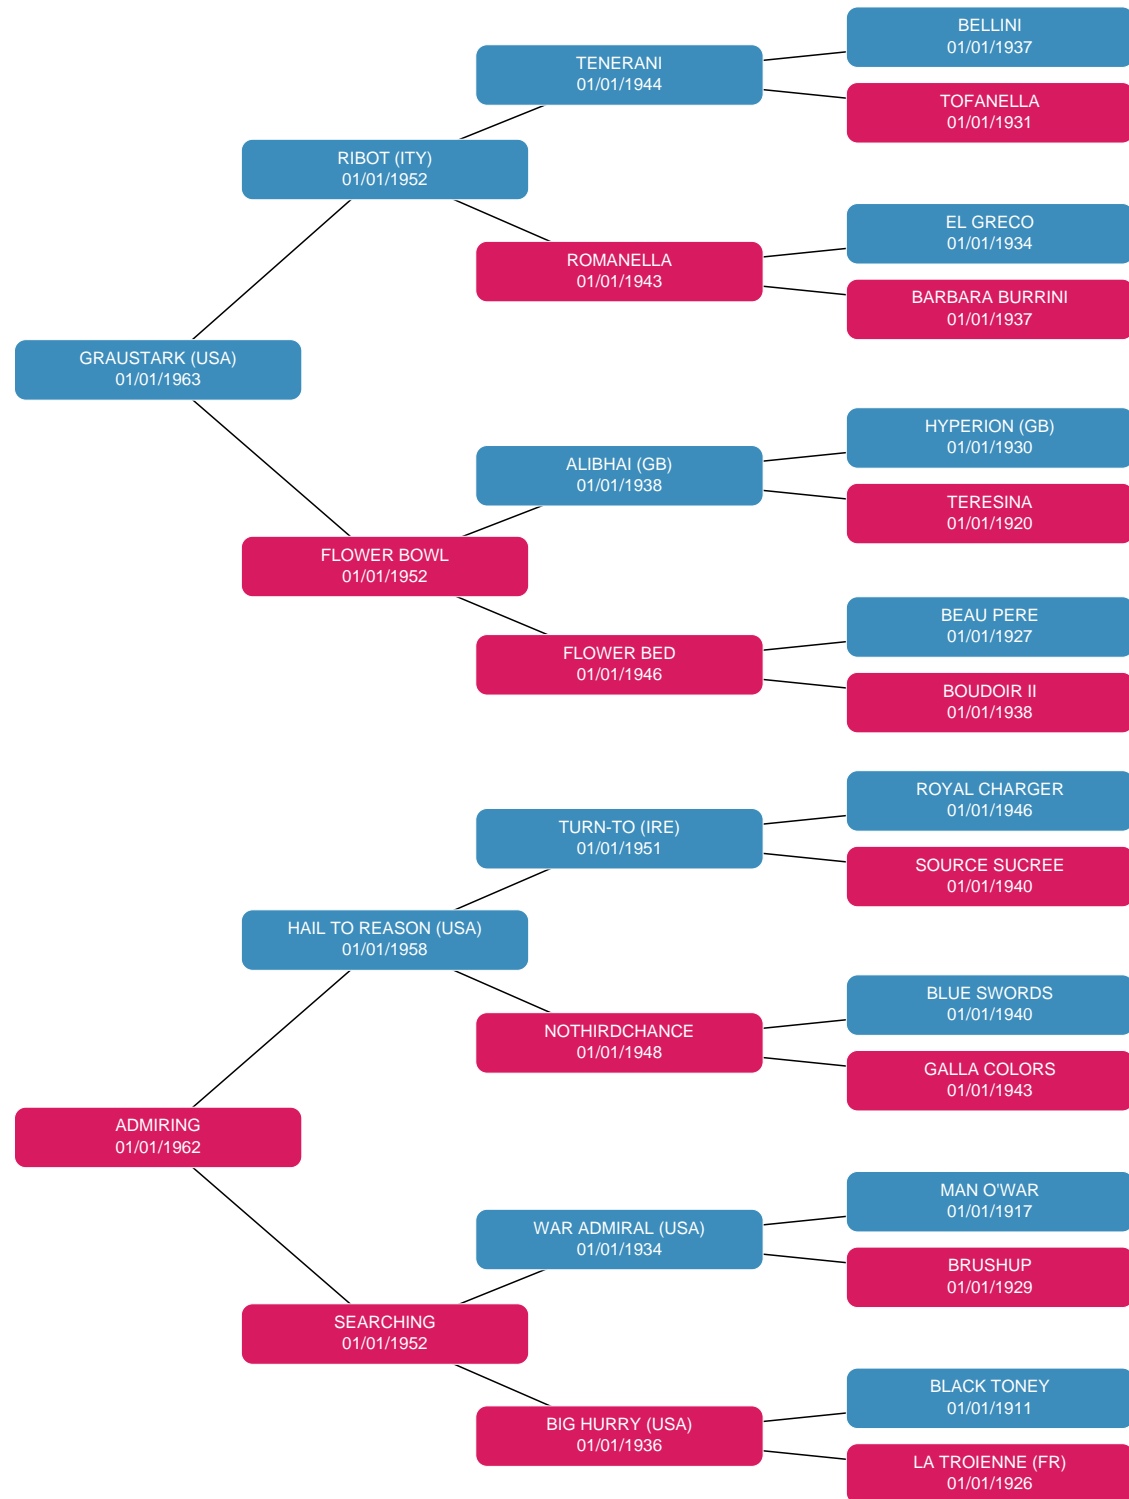 BELLINI
01/01/1937
TENERANI
01/01/1944
TOFANELLA
01/01/1931
RIBOT (ITY)
01/01/1952
EL GRECO
01/01/1934
ROMANELLA
01/01/1943
BARBARA BURRINI
01/01/1937
GRAUSTARK (USA)
01/01/1963
HYPERION (GB)
01/01/1930
ALIBHAI (GB)
01/01/1938
TERESINA
01/01/1920
FLOWER BOWL
01/01/1952
BEAU PERE
01/01/1927
FLOWER BED
01/01/1946
BOUDOIR II
01/01/1938
ROYAL CHARGER
01/01/1946
TURN-TO (IRE)
01/01/1951
SOURCE SUCREE
01/01/1940
HAIL TO REASON (USA)
01/01/1958
BLUE SWORDS
01/01/1940
NOTHIRDCHANCE
01/01/1948
GALLA COLORS
01/01/1943
ADMIRING
01/01/1962
MAN O'WAR
01/01/1917
WAR ADMIRAL (USA)
01/01/1934
BRUSHUP
01/01/1929
SEARCHING
01/01/1952
BLACK TONEY
01/01/1911
BIG HURRY (USA)
01/01/1936
LA TROIENNE (FR)
01/01/1926